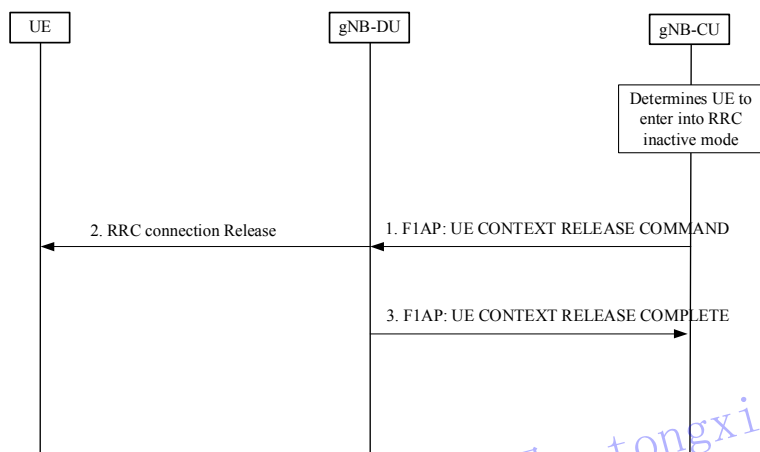 UE
gNB-DU
gNB-CU
Determines UE to
enter into RRC
inactive mode
2. RRC connection Release
1. F1AP: UE CONTEXT RELEASE COMMAND
3. F1AP: UE CONTEXT RELEASE COMPLETE